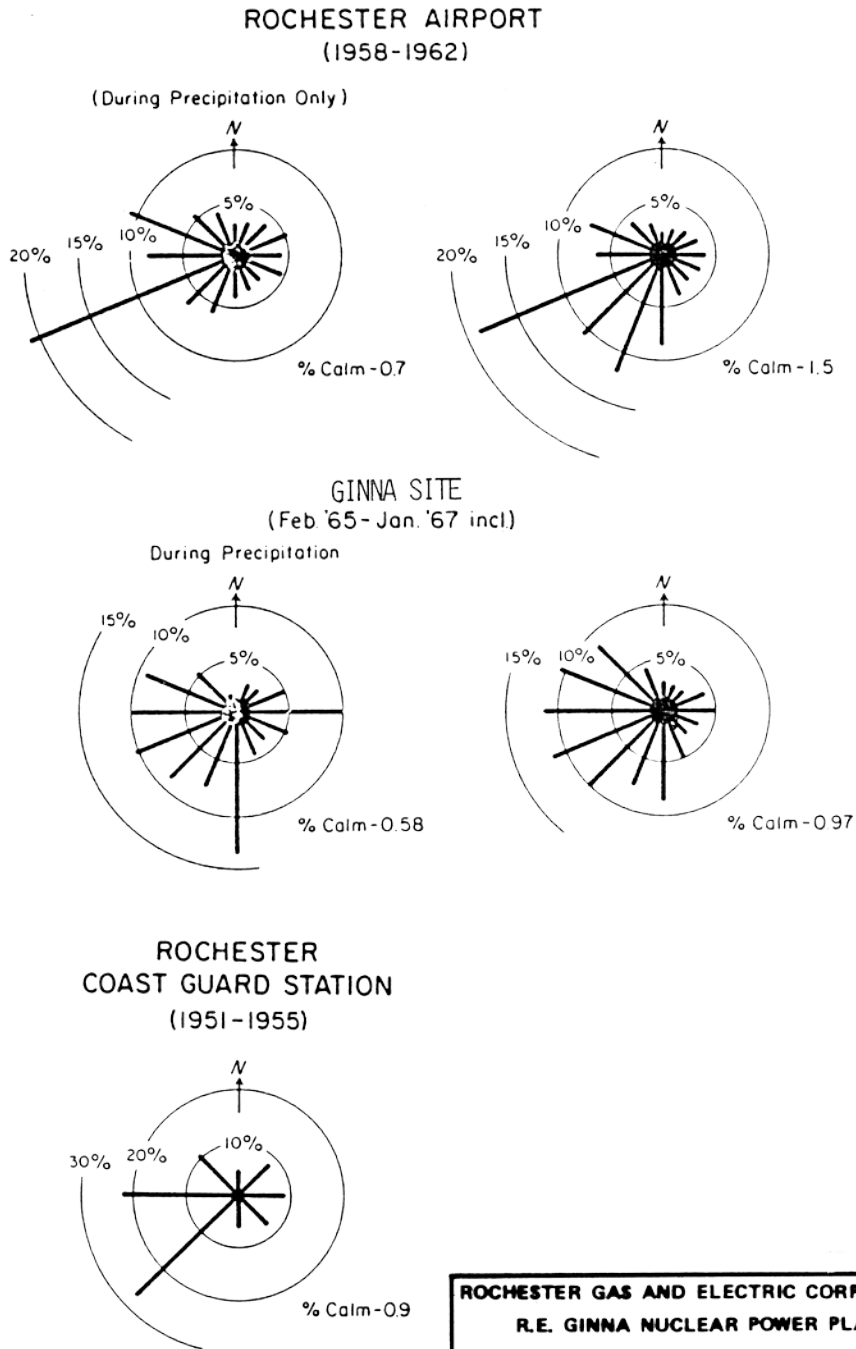 ROCHESTER AIRPORT
(1958-1962)
(During Precipitation Only)
N
5%
10%
15%
20%
% Calm-0.7
N
5%
10%
15%
20%
% Calm-1.5
GINNA SITE
(Feb. '65-Jan. '67 incl.)
During Precipitation
N
5%
10%
15%
% Calm-0.58
N
5%
10%
15%
% Calm-0.97
ROCHESTER
COAST GUARD STATION
(1951-1955)
N
10%
20%
30%
% Calm-0.9
ROCHESTER GAS AND ELECTRIC CORP
R.E. GINNA NUCLEAR POWER PLA